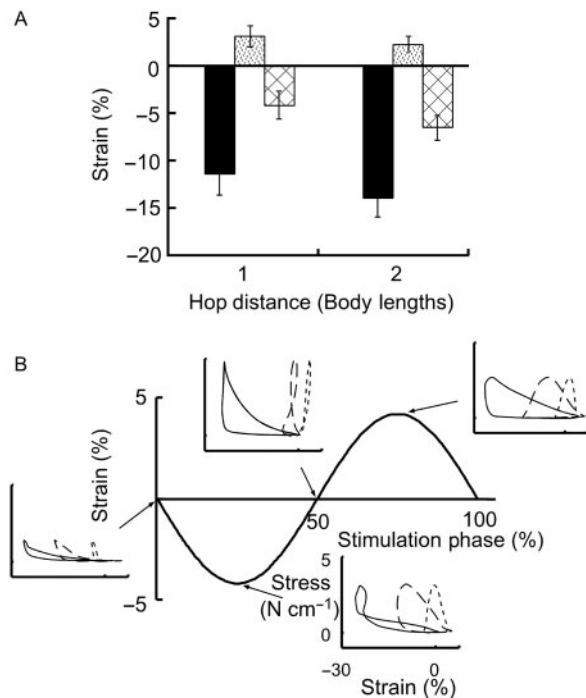 A
5
0
-5
-10
-15
-20
Strain (%)
1
2
Hop distance (Body lengths)
B
5
-5
Strain (%)
50
100
Stimulation phase (%)
Stress
(N cm⁻¹)
5
0
-30
0
Strain (%)